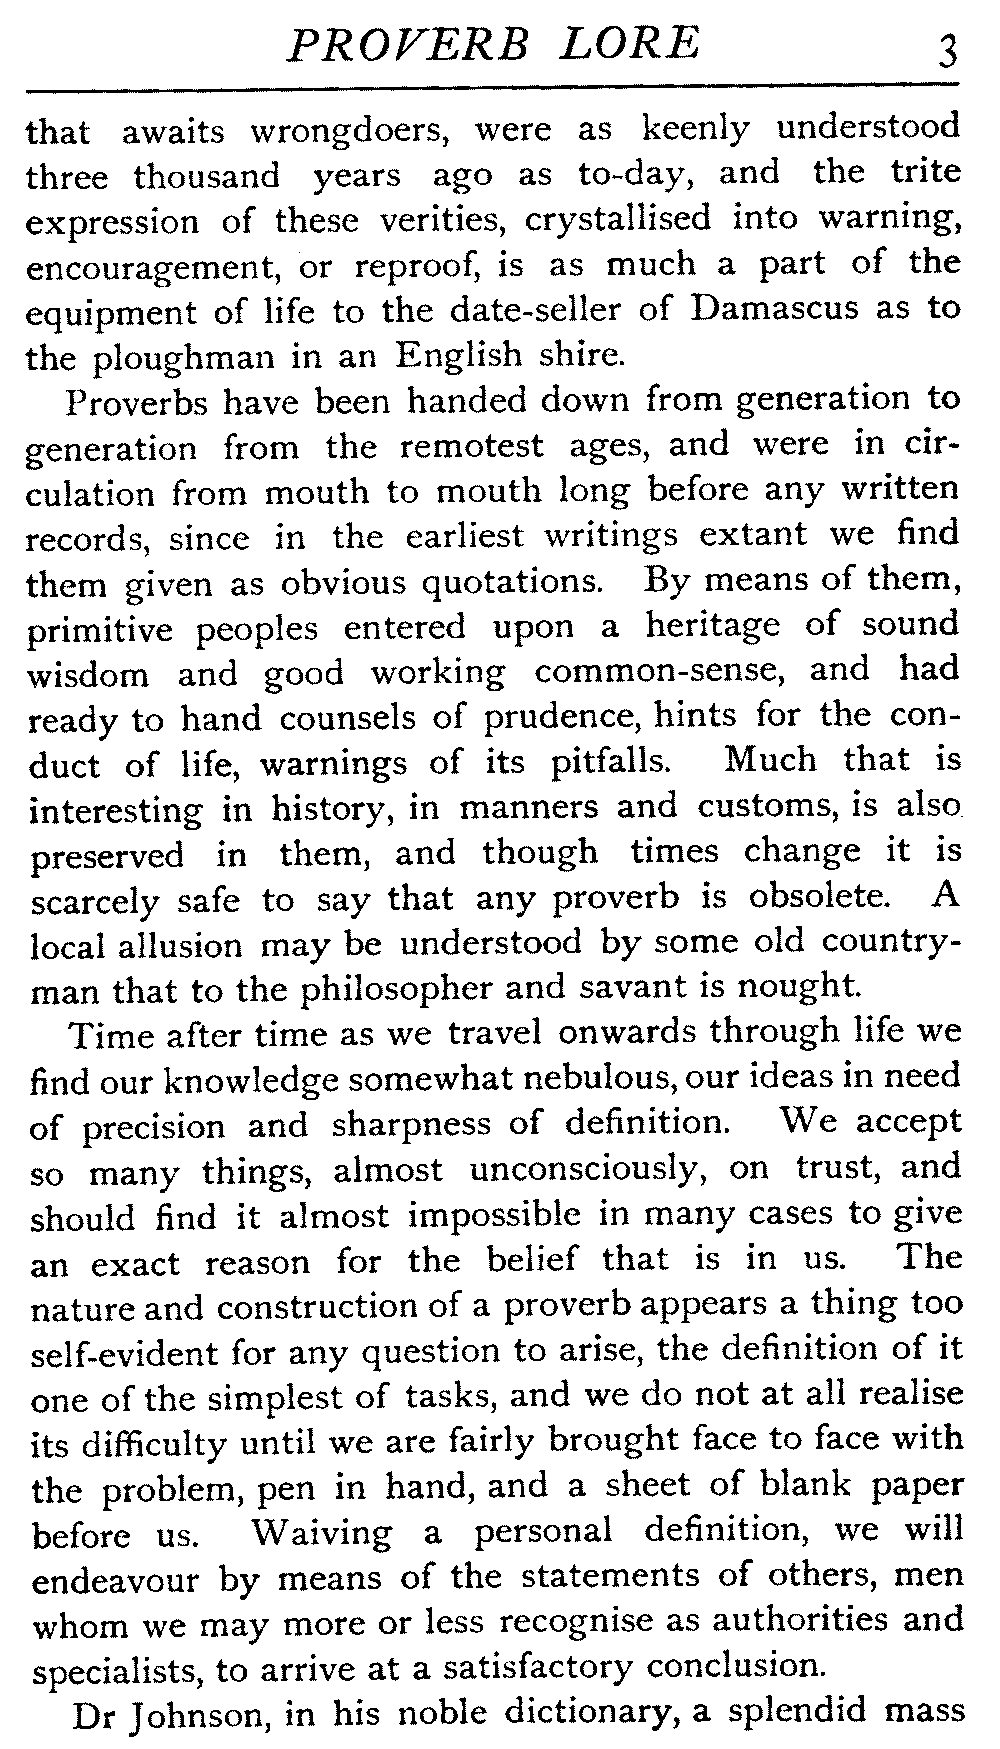 PROVERB LORE 3
that awaits wrongdoers, were as keenly understood
three thousand years ago as to-day, and the trite
expression of these verities, crystallised into warning,
encouragement, or reproof, is as much a part of the
equipment of life to the date-seller of Damascus as to
the ploughman in an English shire.
Proverbs have been handed down from generation to
generation from the remotest ages, and were in cir-
culation from mouth to mouth long before any written
records, since in the earliest writings extant we find
them given as obvious quotations. By means of them,
primitive peoples entered upon a heritage of sound
wisdom and good working common-sense, and had
ready to hand counsels of prudence, hints for the con-
duct of life, warnings of its pitfalls. Much that is
interesting in history, in manners and customs, is also
preserved in them, and though times change it is
scarcely safe to say that any proverb is obsolete. A
local allusion may be understood by some old country-
man that to the philosopher and savant is nought.
Time after time as we travel onwards through life we
find our knowledge somewhat nebulous, our ideas in need
of precision and sharpness of definition. We accept
so many things, almost unconsciously, on trust, and
should find it almost impossible in many cases to give
an exact reason for the belief that is in us. The
nature and construction of a proverb appears a thing too
self-evident for any question to arise, the definition of it
one of the simplest of tasks, and we do not at all realise
its difficulty until we are fairly brought face to face with
the problem, pen in hand, and a sheet of blank paper
before us. Waiving a personal definition, we will
endeavour by means of the statements of others, men
whom we may more or less recognise as authorities and
specialists, to arrive at a satisfactory conclusion.
Dr Johnson, in his noble dictionary, a splendid mass